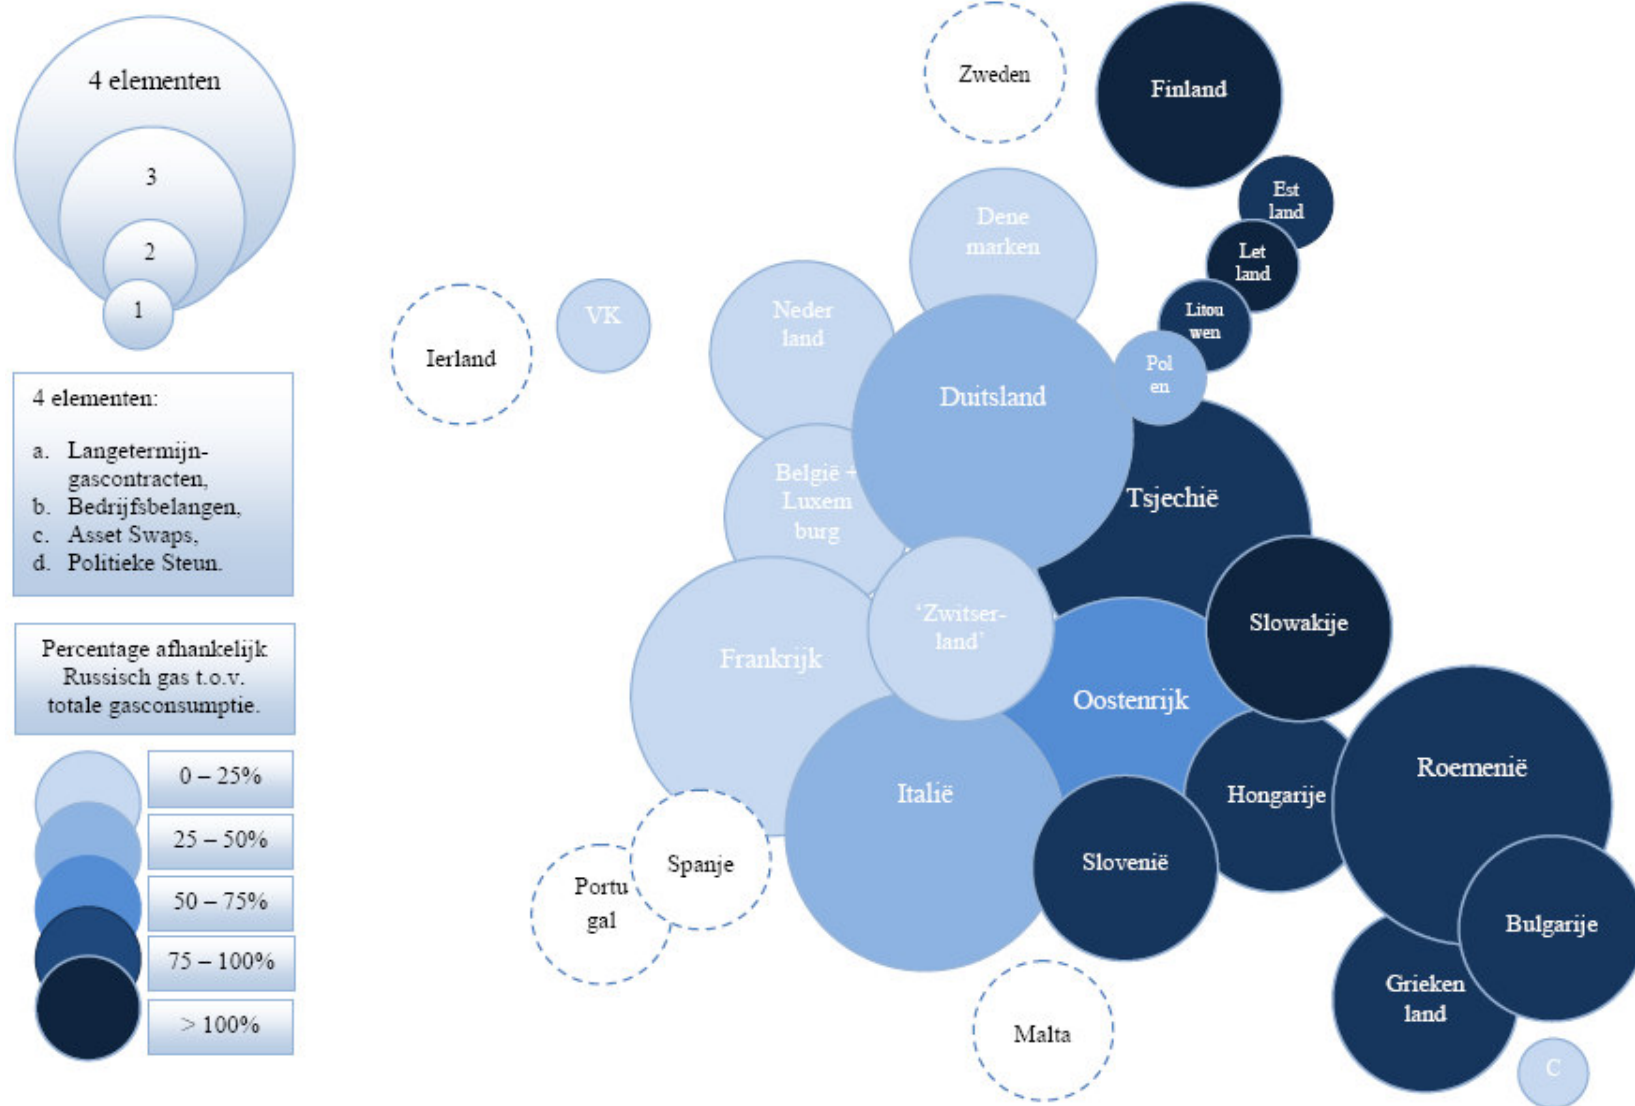 4 elementen
3
2
1
4 elementen:
a. Langetermijn-
gascontracten,
b. Bedrijfsbelangen,
c. Asset Swaps,
d. Politieke Steun.
Percentage afhankelijk
Russisch gas t.o.v.
totale gasconsumptie.
0 – 25%
25 – 50%
50 – 75%
75 – 100%
> 100%
Zweden
Finland
Est
land
Let
land
Litou
wen
Pol
en
Dene
marken
Neder
land
VK
Ierland
Duitsland
België +
Luxem
burg
Tsjechië
'Zwitser-
land'
Slowakije
Frankrijk
Oostenrijk
Italië
Hongarije
Roemenië
Slovenië
Spanje
Portu
gal
Bulgarije
Grieken
land
Malta
C